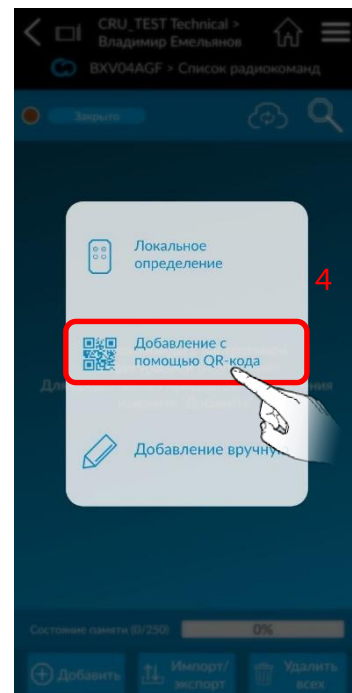 CRU_TEST Technical >
Владимир Емельянов
BXV04AGF > Список радиокоманд
Закрыто
Локальное
определение
4
Добавление с
помощью QR-кода
Добавление вручную
Состояние памяти (0/250)
0%
Добавить
Импорт/
экспорт
Удалить
всех